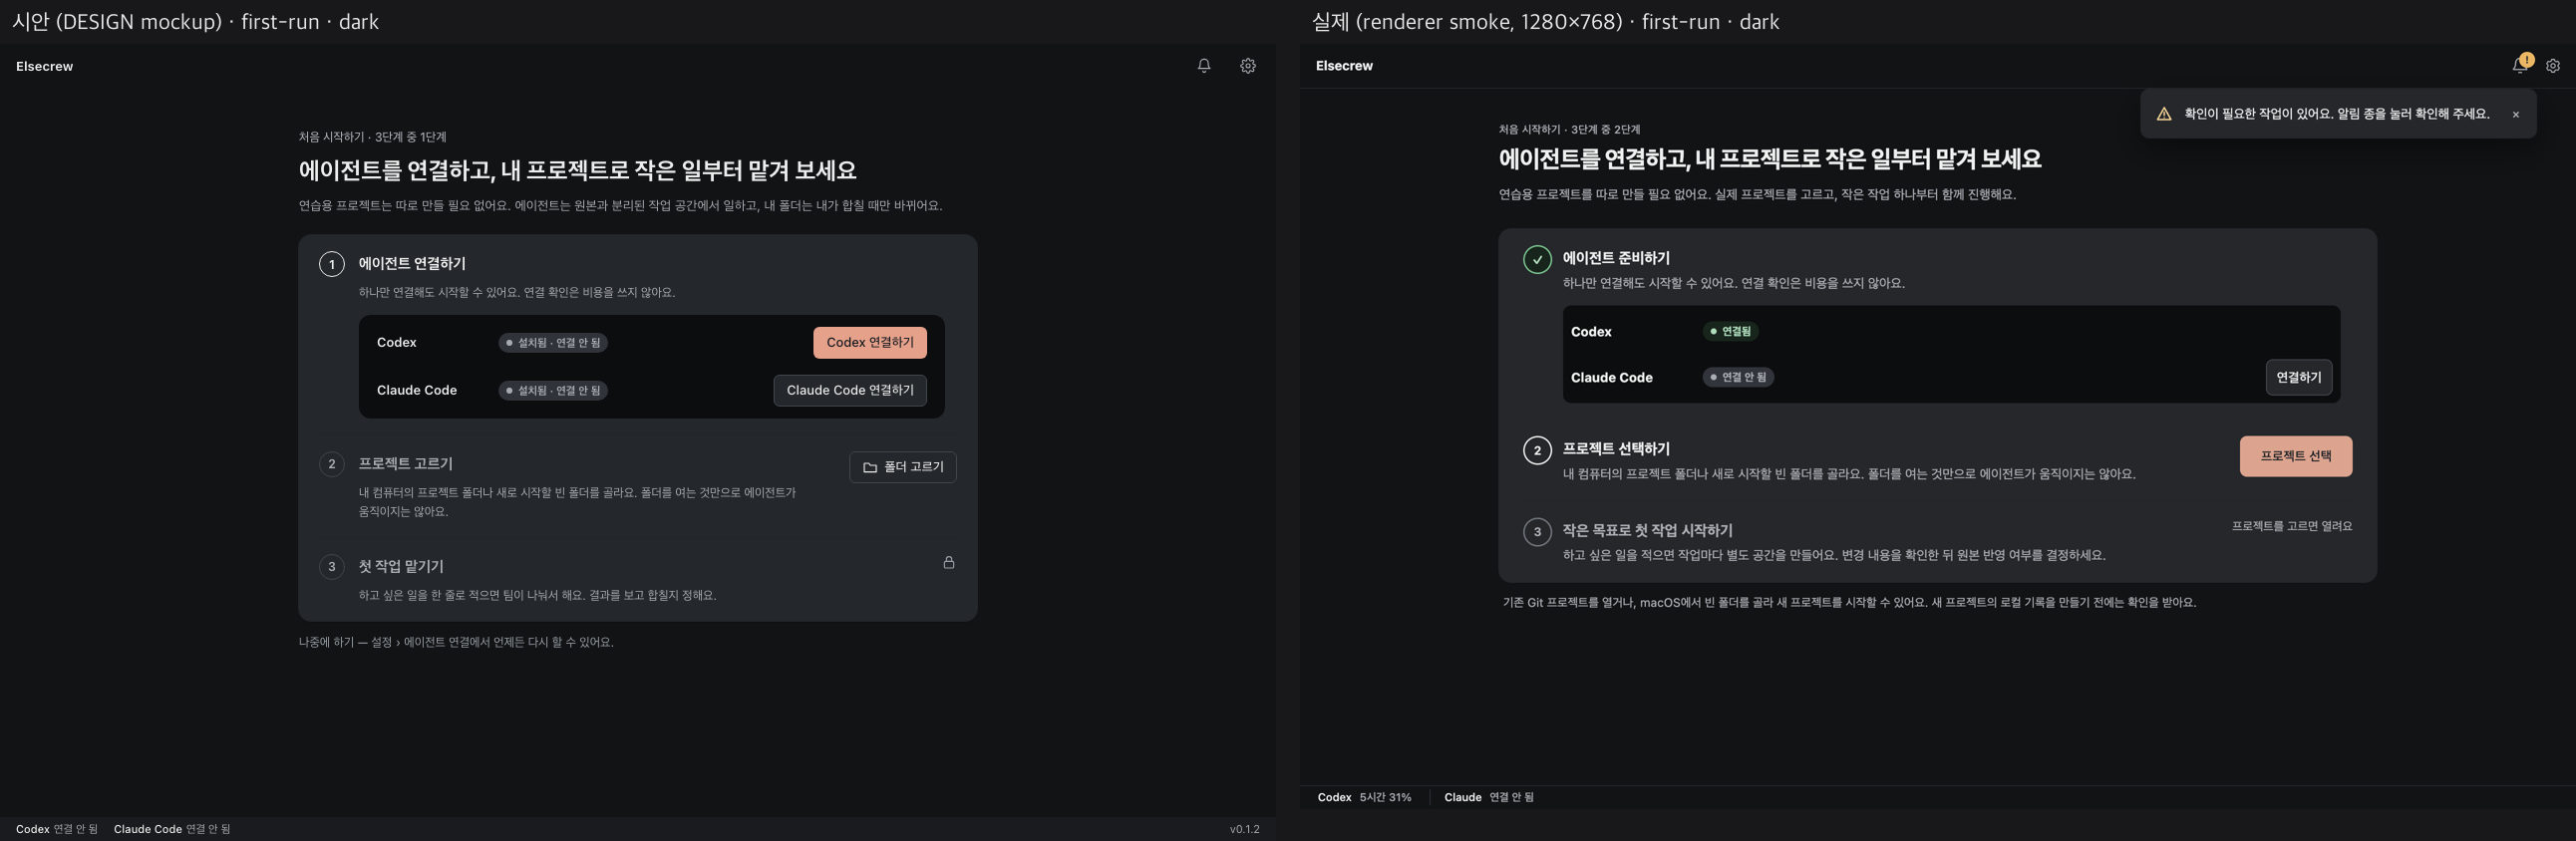 시안 (DESIGN mockup) · first-run · dark
Elsecrew
처음 시작하기 · 3단계 중 1단계
에이전트를 연결하고, 내 프로젝트로 작은 일부터 맡겨 보세요
연습용 프로젝트는 따로 만들 필요 없어요. 에이전트는 원본과 분리된 작업 공간에서 일하고, 내 폴더는 내가 합칠 때만 바뀌어요.
1 에이전트 연결하기
하나만 연결해도 시작할 수 있어요. 연결 확인은 비용을 쓰지 않아요.
Codex 설치됨 · 연결 안 됨 Codex 연결하기
Claude Code 설치됨 · 연결 안 됨 Claude Code 연결하기
2 프로젝트 고르기 폴더 고르기
내 컴퓨터의 프로젝트 폴더나 새로 시작할 빈 폴더를 골라요. 폴더를 여는 것만으로 에이전트가
움직이지는 않아요.
3 첫 작업 맡기기
하고 싶은 일을 한 줄로 적으면 팀이 나눠서 해요. 결과를 보고 합칠지 정해요.
나중에 하기 — 설정 › 에이전트 연결에서 언제든 다시 할 수 있어요.
Codex 연결 안 됨 Claude Code 연결 안 됨 v0.1.2
실제 (renderer smoke, 1280×768) · first-run · dark
Elsecrew
확인이 필요한 작업이 있어요. 알림 종을 눌러 확인해 주세요. ×
처음 시작하기 · 3단계 중 2단계
에이전트를 연결하고, 내 프로젝트로 작은 일부터 맡겨 보세요
연습용 프로젝트를 따로 만들 필요 없어요. 실제 프로젝트를 고르고, 작은 작업 하나부터 함께 진행해요.
에이전트 준비하기
하나만 연결해도 시작할 수 있어요. 연결 확인은 비용을 쓰지 않아요.
Codex 연결됨
Claude Code 연결 안 됨 연결하기
2 프로젝트 선택하기 프로젝트 선택
내 컴퓨터의 프로젝트 폴더나 새로 시작할 빈 폴더를 골라요. 폴더를 여는 것만으로 에이전트가 움직이지는 않아요.
3 작은 목표로 첫 작업 시작하기 프로젝트를 고르면 열려요
하고 싶은 일을 적으면 작업마다 별도 공간을 만들어요. 변경 내용을 확인한 뒤 원본 반영 여부를 결정하세요.
기존 Git 프로젝트를 열거나, macOS에서 빈 폴더를 골라 새 프로젝트를 시작할 수 있어요. 새 프로젝트의 로컬 기록을 만들기 전에는 확인을 받아요.
Codex 5시간 31% Claude 연결 안 됨